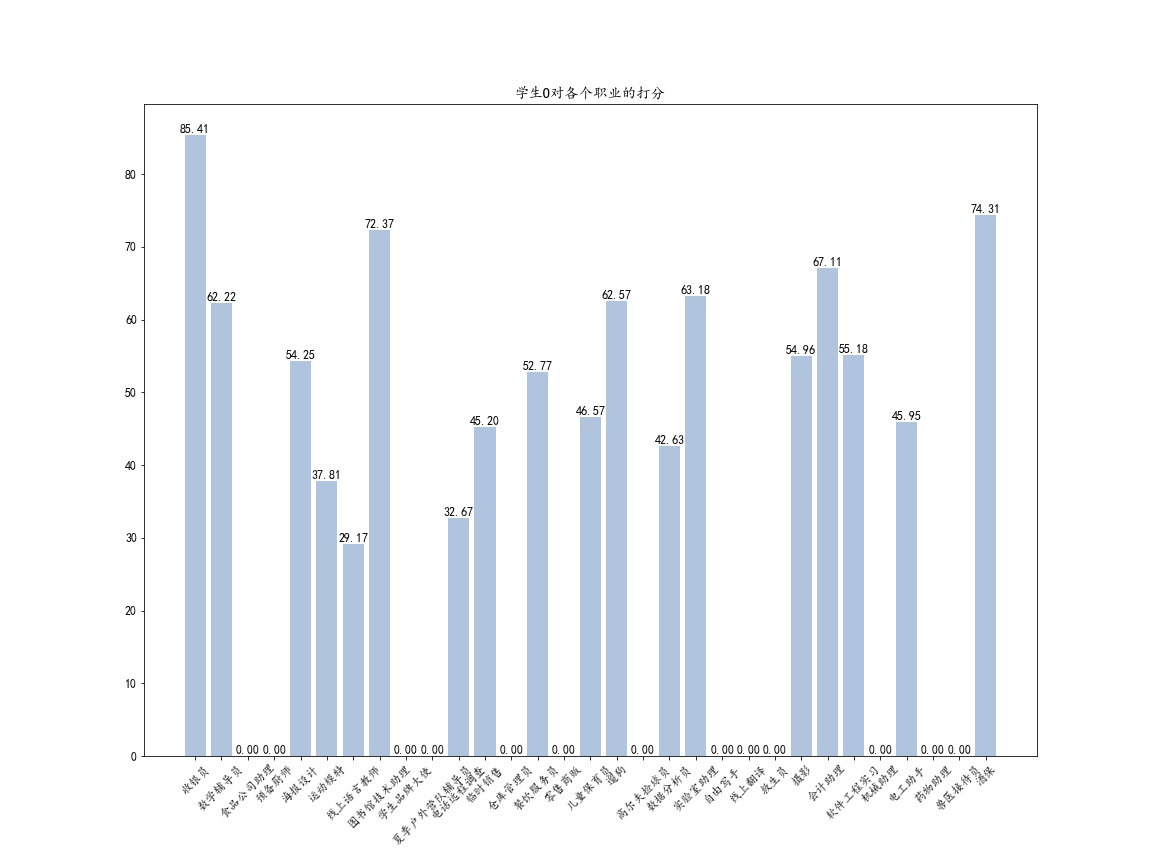 学生0对各个职业的打分
85.41
62.22
0.00
0.00
54.25
37.81
29.17
72.37
0.00
0.00
32.67
45.20
0.00
52.77
0.00
46.57
62.57
0.00
42.63
63.18
0.00
0.00
0.00
54.96
67.11
55.18
0.00
45.95
0.00
0.00
74.31
80
70
60
50
40
30
20
10
0
收银员
数学辅导员
食品公司助理
预备厨师
海报设计
运动模特
线上语言教师
图书馆技术助理
学生品牌大使
夏季户外营队辅导员
电话远程调查
临时销售
仓库管理员
餐饮服务员
零售商贩
儿童保育员
遛狗
高尔夫捡球员
数据分析员
实验室助理
自由写手
线上翻译
救生员
摄影
会计助理
软件工程实习
机械助理
电工助手
药物助理
兽医接待员